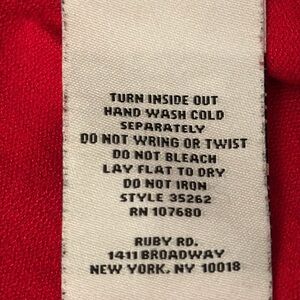 TURN INSIDE OUT
HAND WASH COLD
SEPARATELY
DO NOT WRING OR TWIST
DO NOT BLEACH
LAY FLAT TO DRY
DO NOT IRON
STYLE 35262
RN 107680
RUBY RD.
1411 BROADWAY
NEW YORK, NY 10018